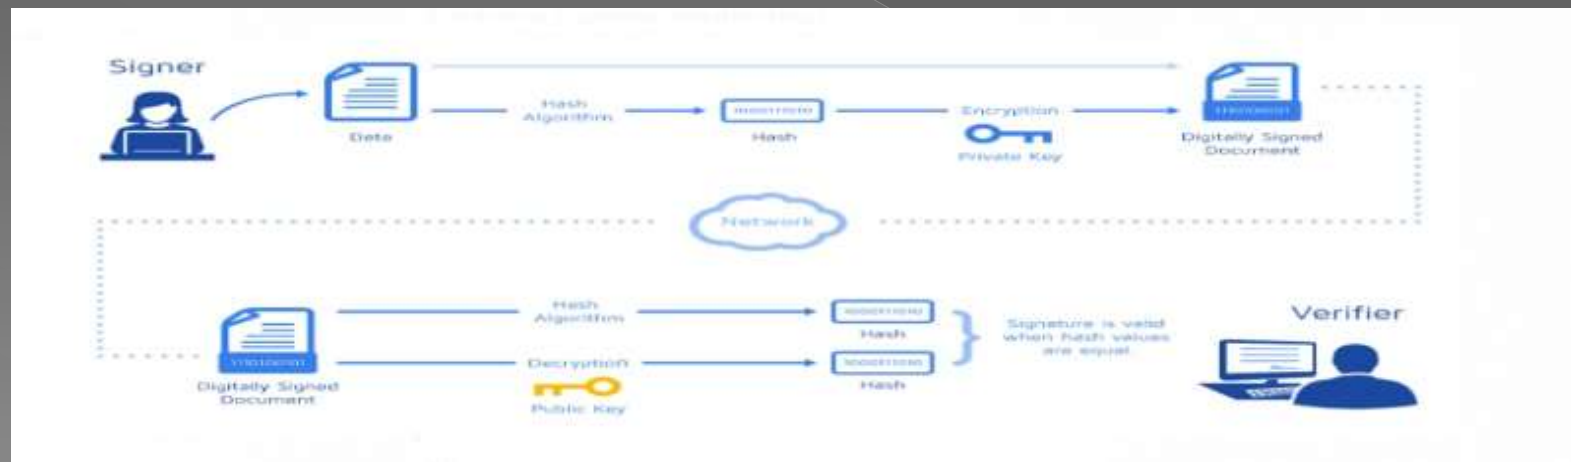 Signer
Hash
Algorithm
Encryption
Data
Hash
Private Key
Digitally Signed
Document
Network
Hash
Algorithm
Hash
Verifier
Signature is valid
when hash values
are equal
Decryption
Hash
Digitally Signed
Document
Public Key